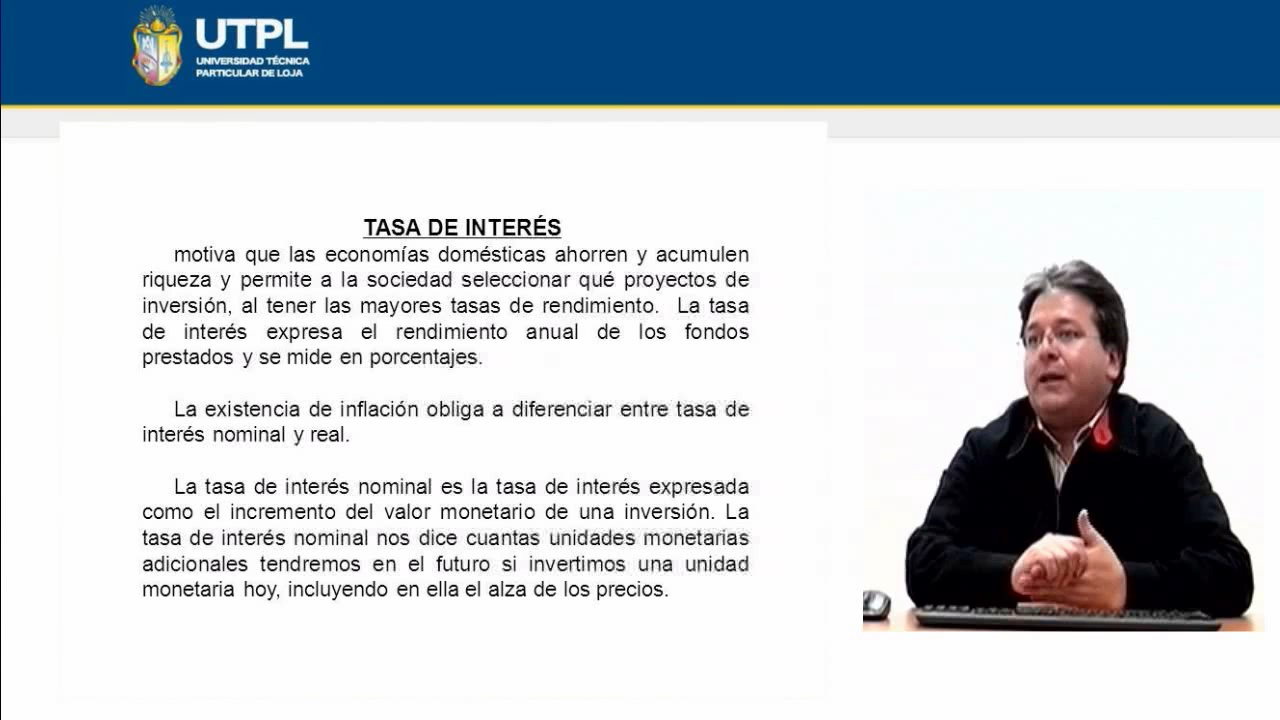 UTPL
UNIVERSIDAD TÉCNICA
PARTICULAR DE LOJA
TASA DE INTERÉS
motiva que las economías domésticas ahorren y acumulen
riqueza y permite a la sociedad seleccionar qué proyectos de
inversión, al tener las mayores tasas de rendimiento. La tasa
de interés expresa el rendimiento anual de los fondos
prestados y se mide en porcentajes.
La existencia de inflación obliga a diferenciar entre tasa de
interés nominal y real.
La tasa de interés nominal es la tasa de interés expresada
como el incremento del valor monetario de una inversión. La
tasa de interés nominal nos dice cuantas unidades monetarias
adicionales tendremos en el futuro si invertimos una unidad
monetaria hoy, incluyendo en ella el alza de los precios.